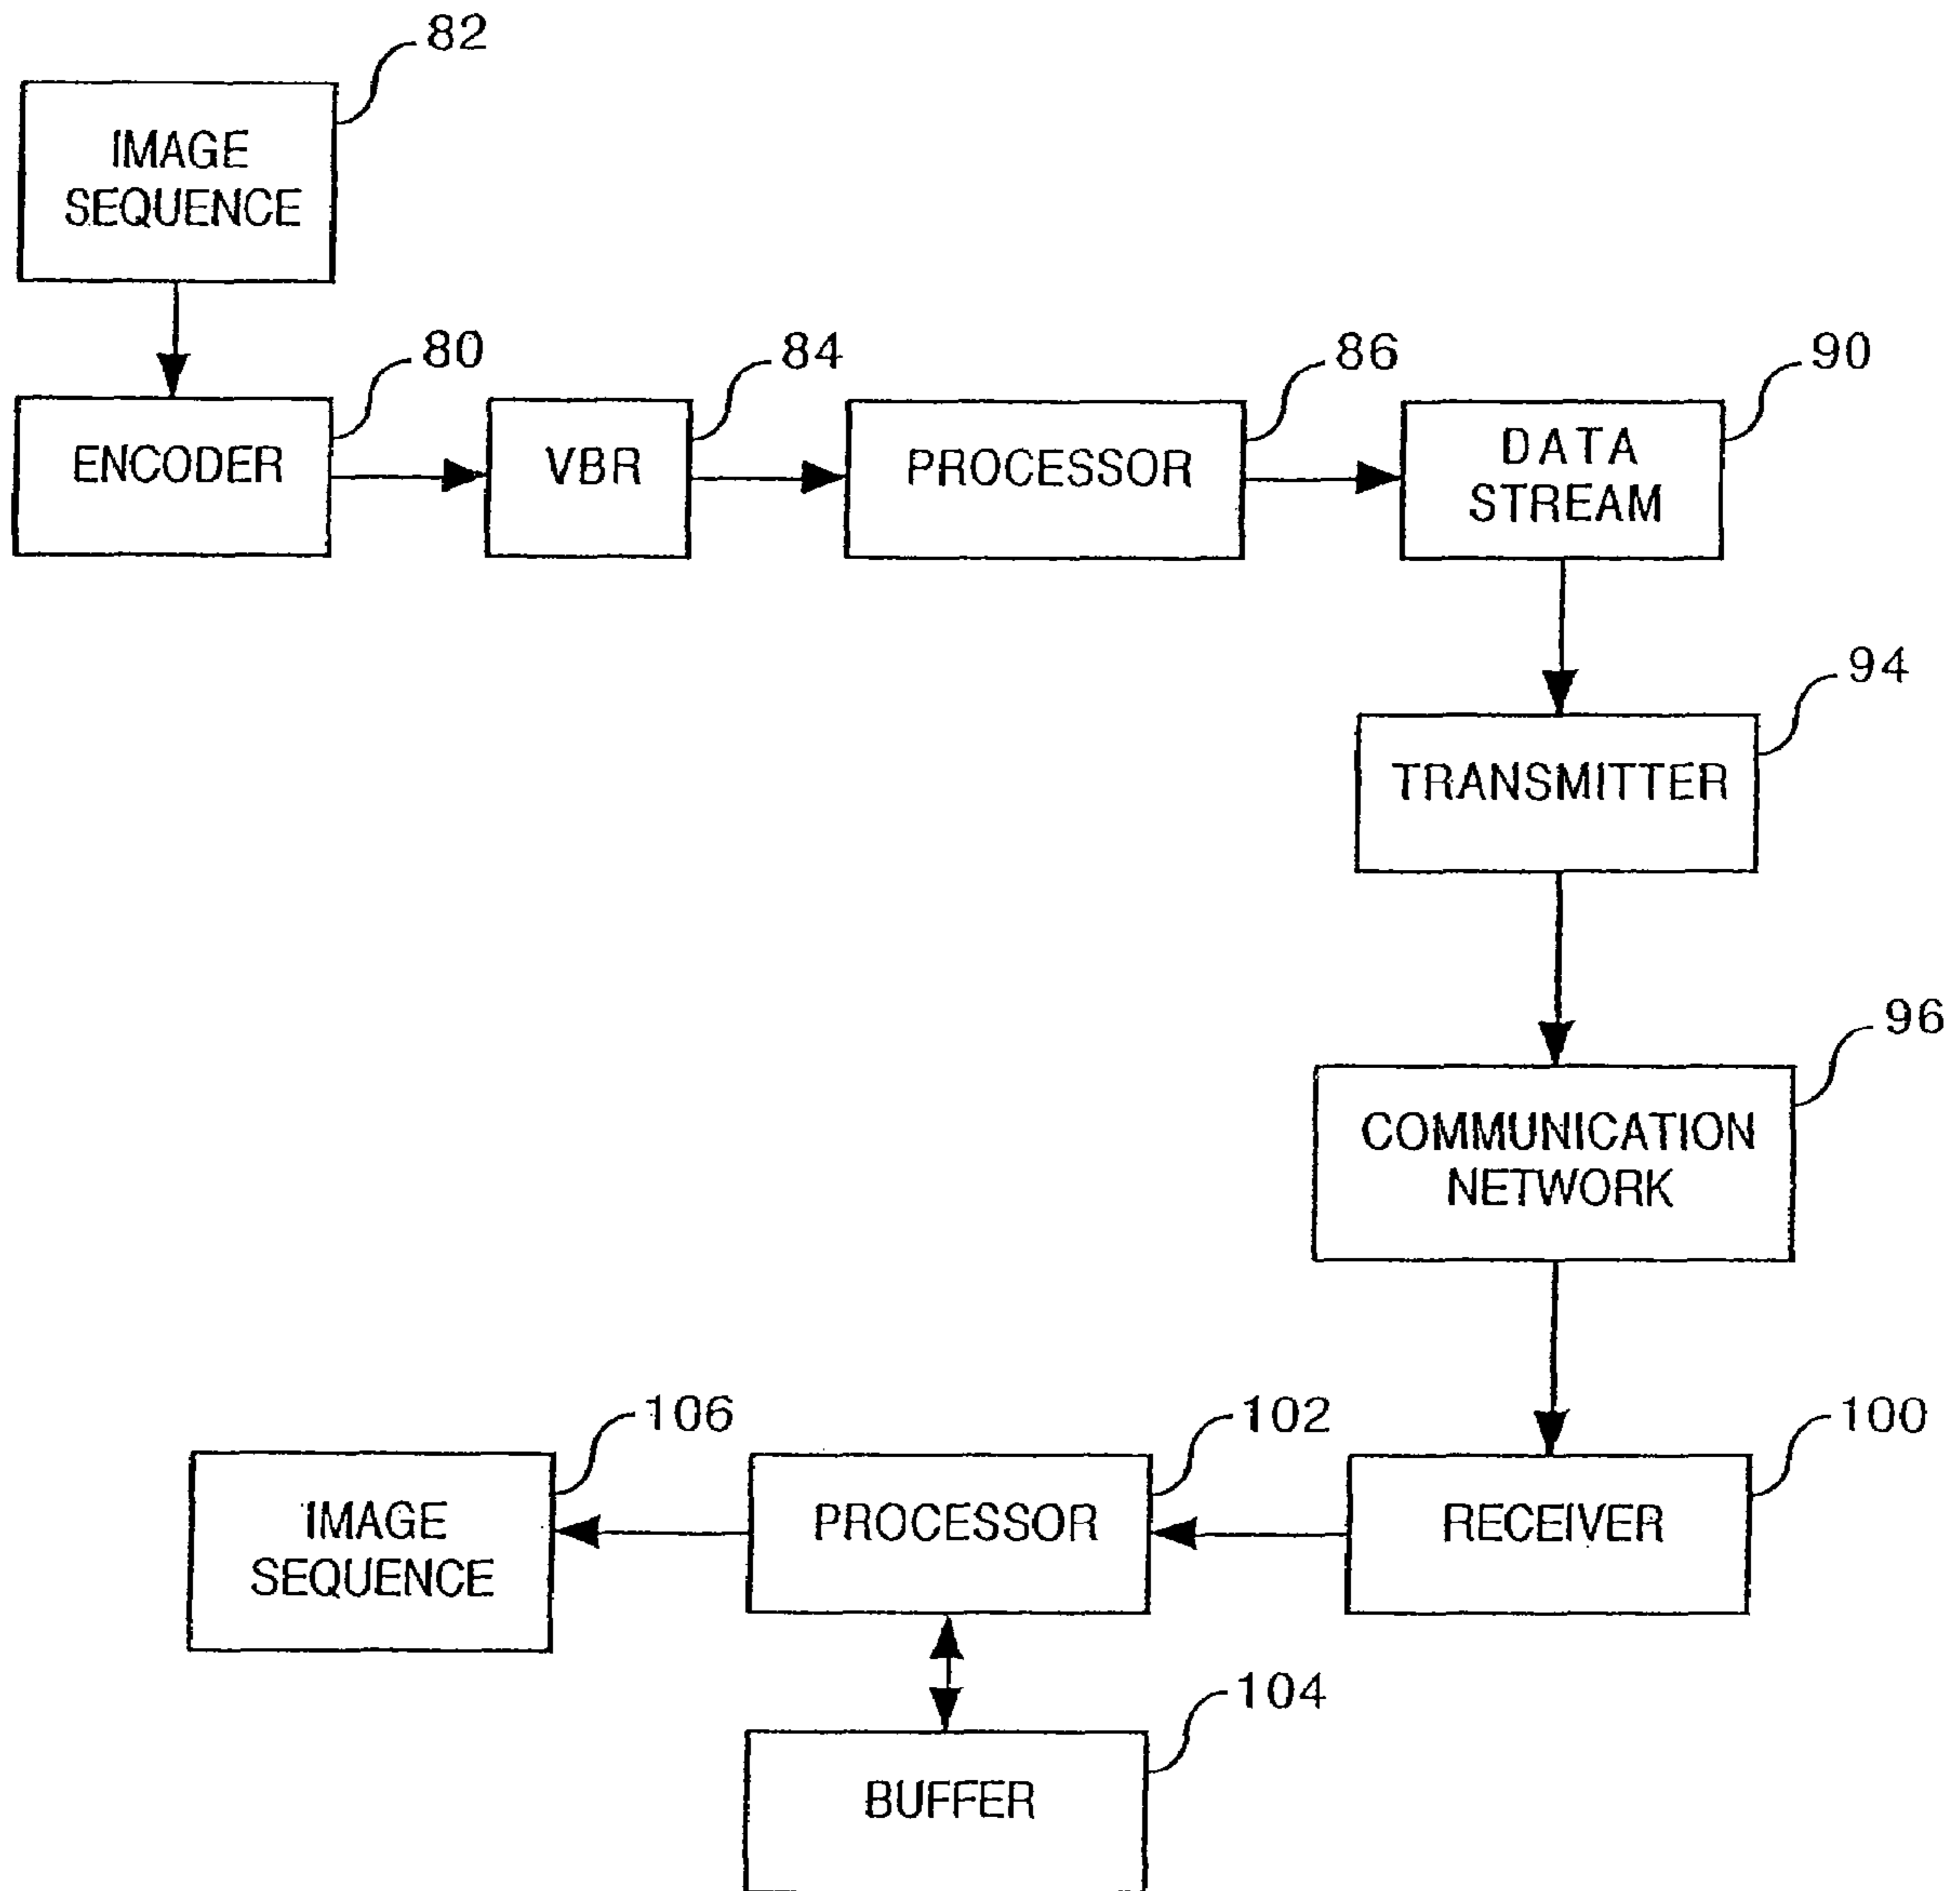 82
IMAGE
SEQUENCE
80
84
86
90
ENCODER
VBR
PROCESSOR
DATA
STREAM
94
TRANSMITTER
96
COMMUNICATION
NETWORK
106
102
100
IMAGE
SEQUENCE
PROCESSOR
RECEIVER
104
BUFFER